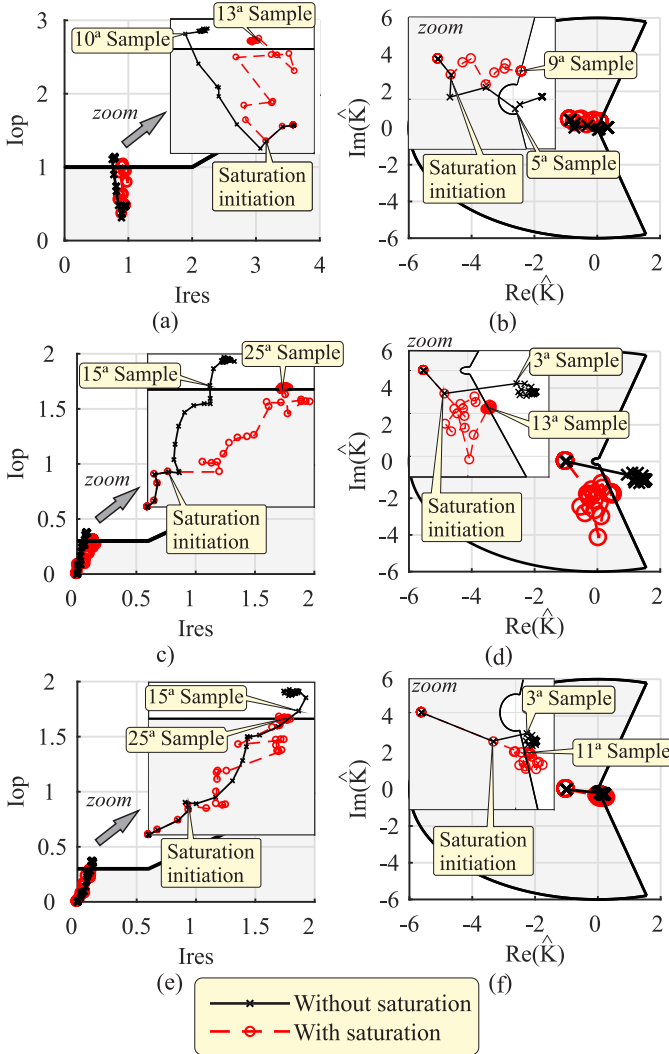 3
2
1
0
Iop
0 1 2 3 4
Ires
10ª Sample
13ª Sample
zoom
Saturation
initiation
(a)
6
4
2
0
-2
-4
-6
Im(K̂)
-6 -4 -2 0 2
Re(K̂)
zoom
9ª Sample
5ª Sample
Saturation
initiation
(b)
2
1.5
1
0.5
0
Iop
0 0.5 1 1.5 2
Ires
15ª Sample
25ª Sample
zoom
Saturation
initiation
c)
6
4
2
0
-2
-4
-6
Im(K̂)
-6 -4 -2 0 2
Re(K̂)
zoom
3ª Sample
13ª Sample
Saturation
initiation
(d)
2
1.5
1
0.5
0
Iop
0 0.5 1 1.5 2
Ires
15ª Sample
25ª Sample
zoom
Saturation
initiation
(e)
6
4
2
0
-2
-4
-6
Im(K̂)
-6 -4 -2 0 2
Re(K̂)
zoom
3ª Sample
11ª Sample
Saturation
initiation
(f)
Without saturation
With saturation